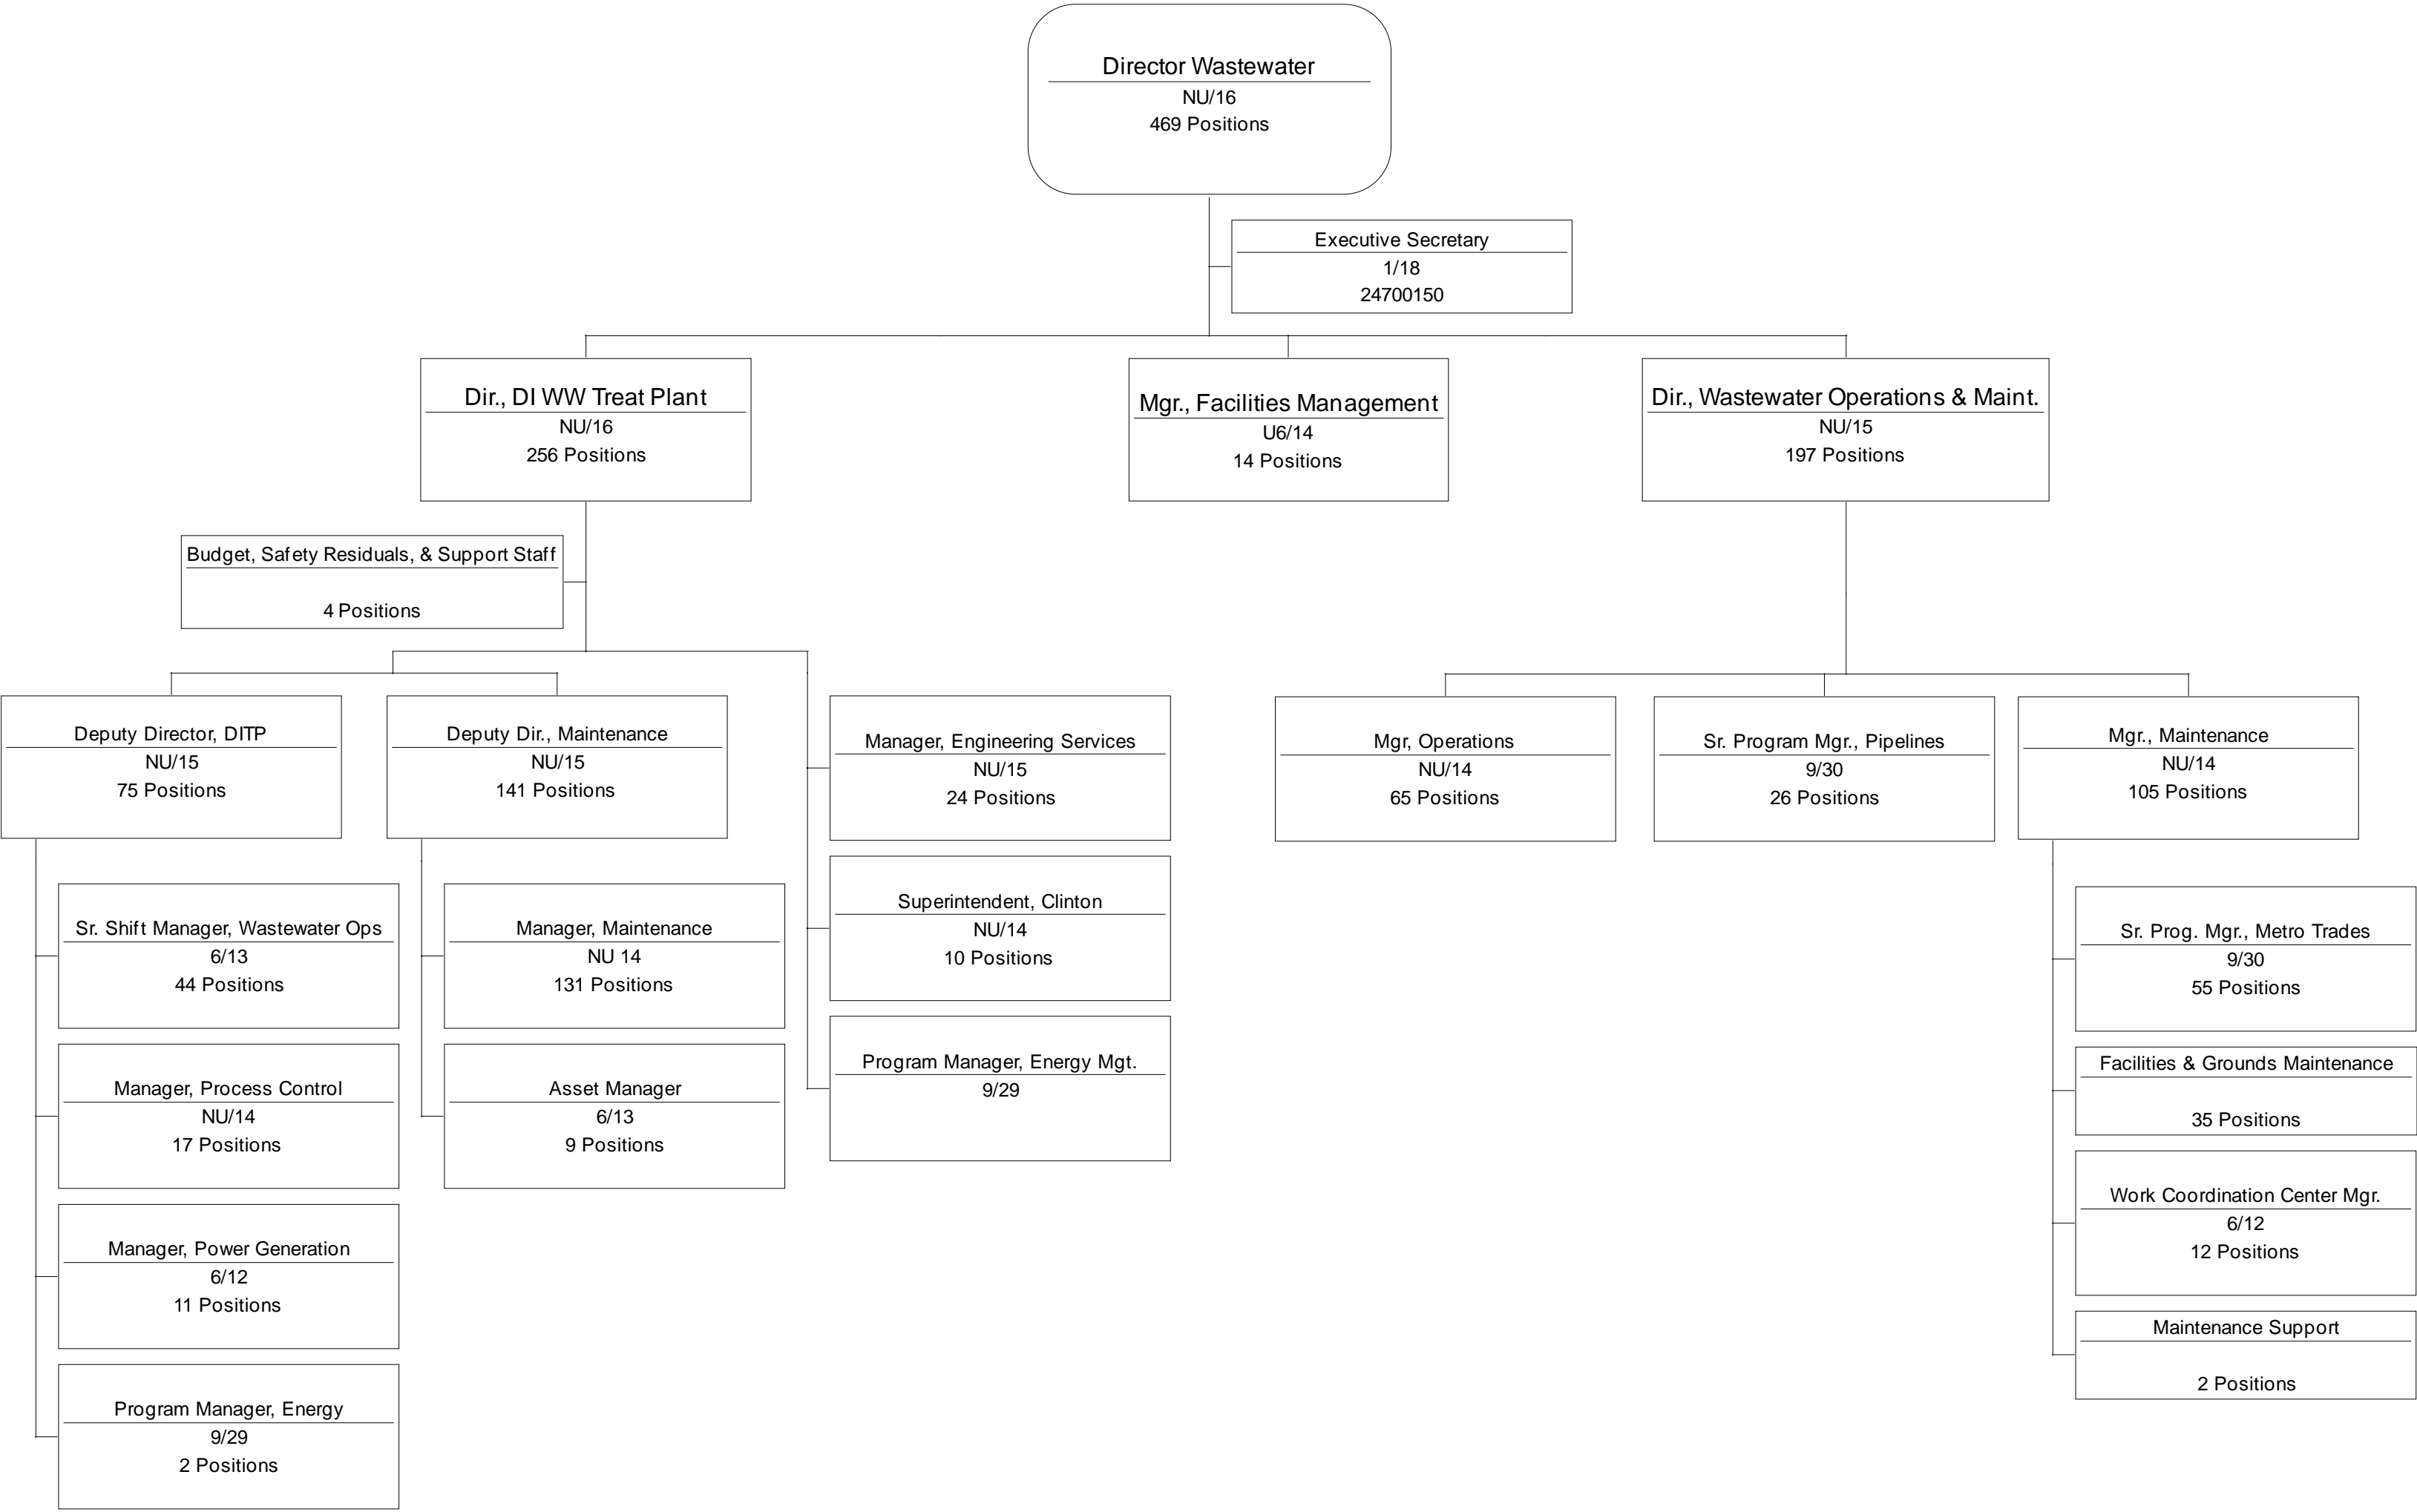 Director Wastewater
NU/16
469 Positions
Executive Secretary
1/18
24700150
Dir., DI WW Treat Plant
NU/16
256 Positions
Mgr., Facilities Management
U6/14
14 Positions
Dir., Wastewater Operations & Maint.
NU/15
197 Positions
Budget, Safety Residuals, & Support Staff
4 Positions
Deputy Director, DITP
NU/15
75 Positions
Sr. Shift Manager, Wastewater Ops
6/13
44 Positions
Manager, Process Control
NU/14
17 Positions
Manager, Power Generation
6/12
11 Positions
Program Manager, Energy
9/29
2 Positions
Deputy Dir., Maintenance
NU/15
141 Positions
Manager, Maintenance
NU 14
131 Positions
Asset Manager
6/13
9 Positions
Manager, Engineering Services
NU/15
24 Positions
Superintendent, Clinton
NU/14
10 Positions
Program Manager, Energy Mgt.
9/29
Mgr, Operations
NU/14
65 Positions
Sr. Program Mgr., Pipelines
9/30
26 Positions
Mgr., Maintenance
NU/14
105 Positions
Sr. Prog. Mgr., Metro Trades
9/30
55 Positions
Facilities & Grounds Maintenance
35 Positions
Work Coordination Center Mgr.
6/12
12 Positions
Maintenance Support
2 Positions